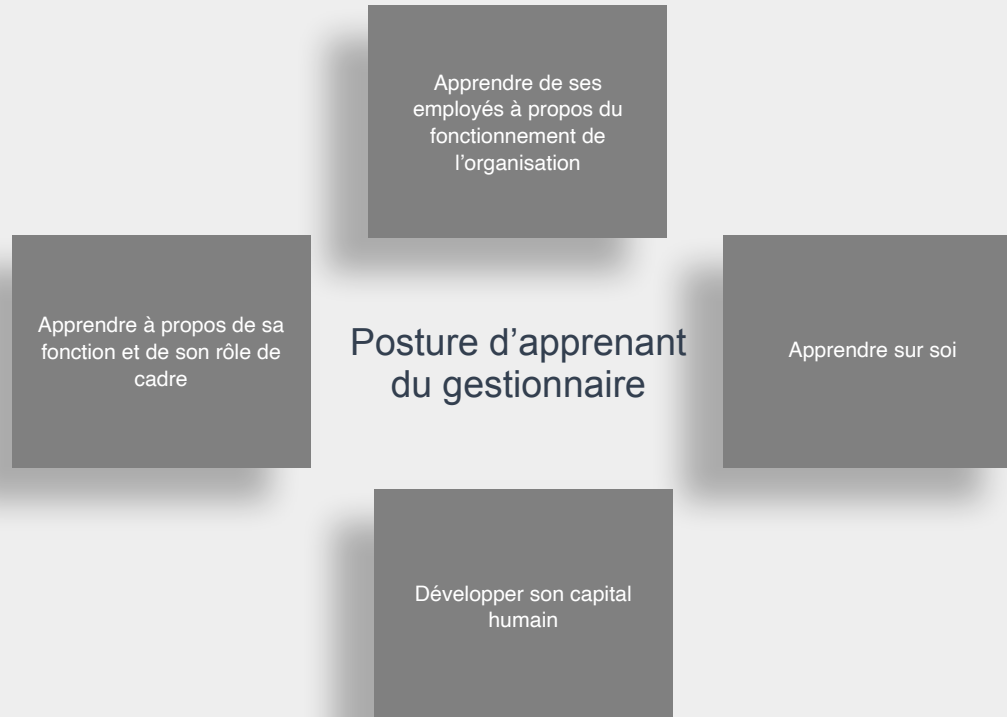 Apprendre de ses
employés à propos du
fonctionnement de
l’organisation
Apprendre à propos de sa
fonction et de son rôle de
cadre
Posture d’apprenant
du gestionnaire
Apprendre sur soi
Développer son capital
humain